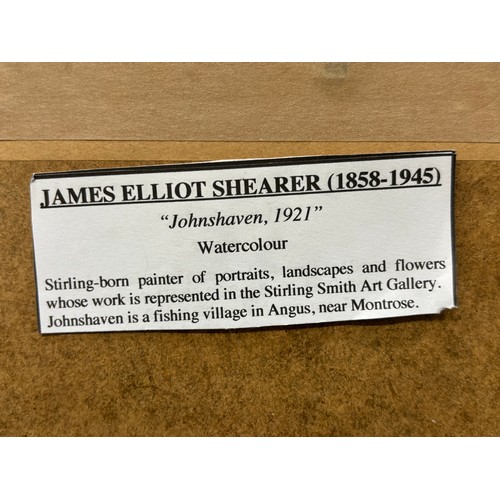 JAMES ELLIOT SHEARER (1858-1945)
“Johnshaven, 1921”
Watercolour
Stirling-born painter of portraits, landscapes and flowers
whose work is represented in the Stirling Smith Art Gallery.
Johnshaven is a fishing village in Angus, near Montrose.